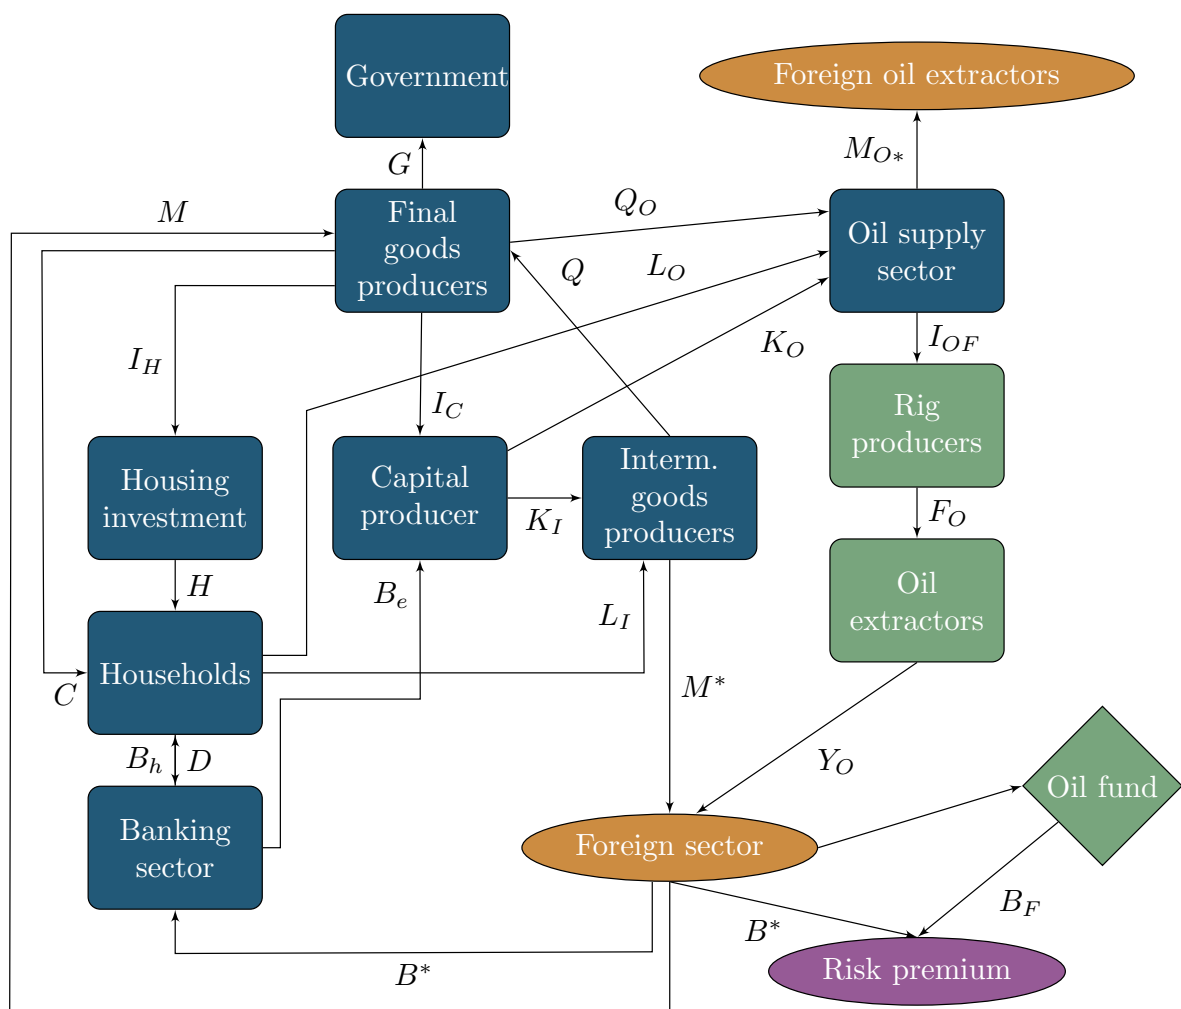 Government
Foreign oil extractors
G
M_{O*}
M
Final
goods
producers
Q_O
Oil supply
sector
Q
L_O
I_H
I_C
K_O
I_{OF}
Rig
producers
Housing
investment
Capital
producer
K_I
Interm.
goods
producers
F_O
H
B_e
L_I
Oil
extractors
Households
C
M^*
B_h
D
Y_O
Oil fund
Banking
sector
Foreign sector
B_F
B^*
B^*
Risk premium